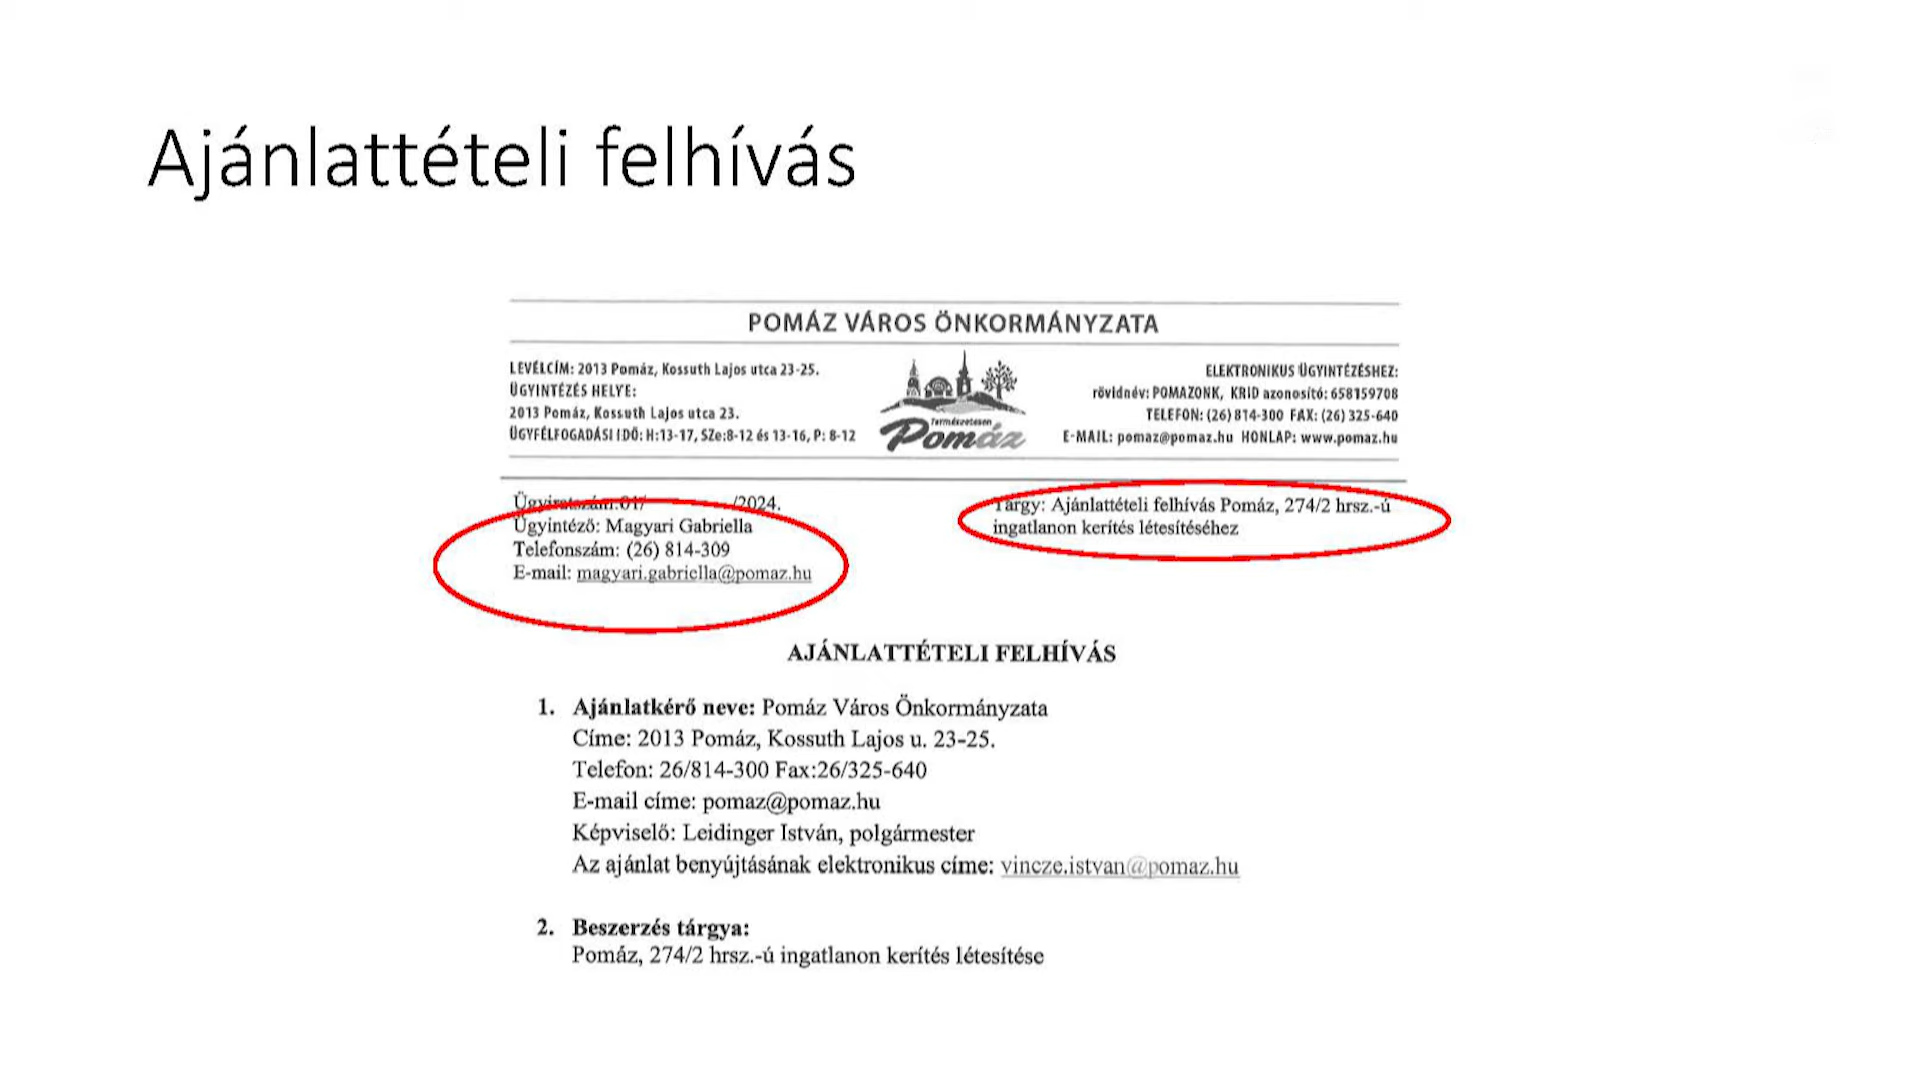 Ajánlattételi felhívás
POMÁZ VÁROS ÖNKORMÁNYZATA
LEVÉLCÍM: 2013 Pomáz, Kossuth Lajos utca 23-25.
ÜGYINTÉZÉS HELYE:
2013 Pomáz, Kossuth Lajos utca 23.
ÜGYFÉLFOGADÁSI IDŐ: H:13-17, SZe:8-12 és 13-16, P: 8-12
Természetesen
Pomáz
ELEKTRONIKUS ÜGYINTÉZÉSHEZ:
rövidnév: POMAZONK, KRID azonosító: 658159708
TELEFON: (26) 814-300 FAX: (26) 325-640
E-MAIL: pomaz@pomaz.hu HONLAP: www.pomaz.hu
Ügyiratszám:01/ /2024.
Ügyintéző: Magyari Gabriella
Telefonszám: (26) 814-309
E-mail: magyari.gabriella@pomaz.hu
Tárgy: Ajánlattételi felhívás Pomáz, 274/2 hrsz.-ú
ingatlanon kerítés létesítéséhez
AJÁNLATTÉTELI FELHÍVÁS
1. Ajánlatkérő neve: Pomáz Város Önkormányzata
Címe: 2013 Pomáz, Kossuth Lajos u. 23-25.
Telefon: 26/814-300 Fax:26/325-640
E-mail címe: pomaz@pomaz.hu
Képviselő: Leidinger István, polgármester
Az ajánlat benyújtásának elektronikus címe: vincze.istvan@pomaz.hu
2. Beszerzés tárgya:
Pomáz, 274/2 hrsz.-ú ingatlanon kerítés létesítése